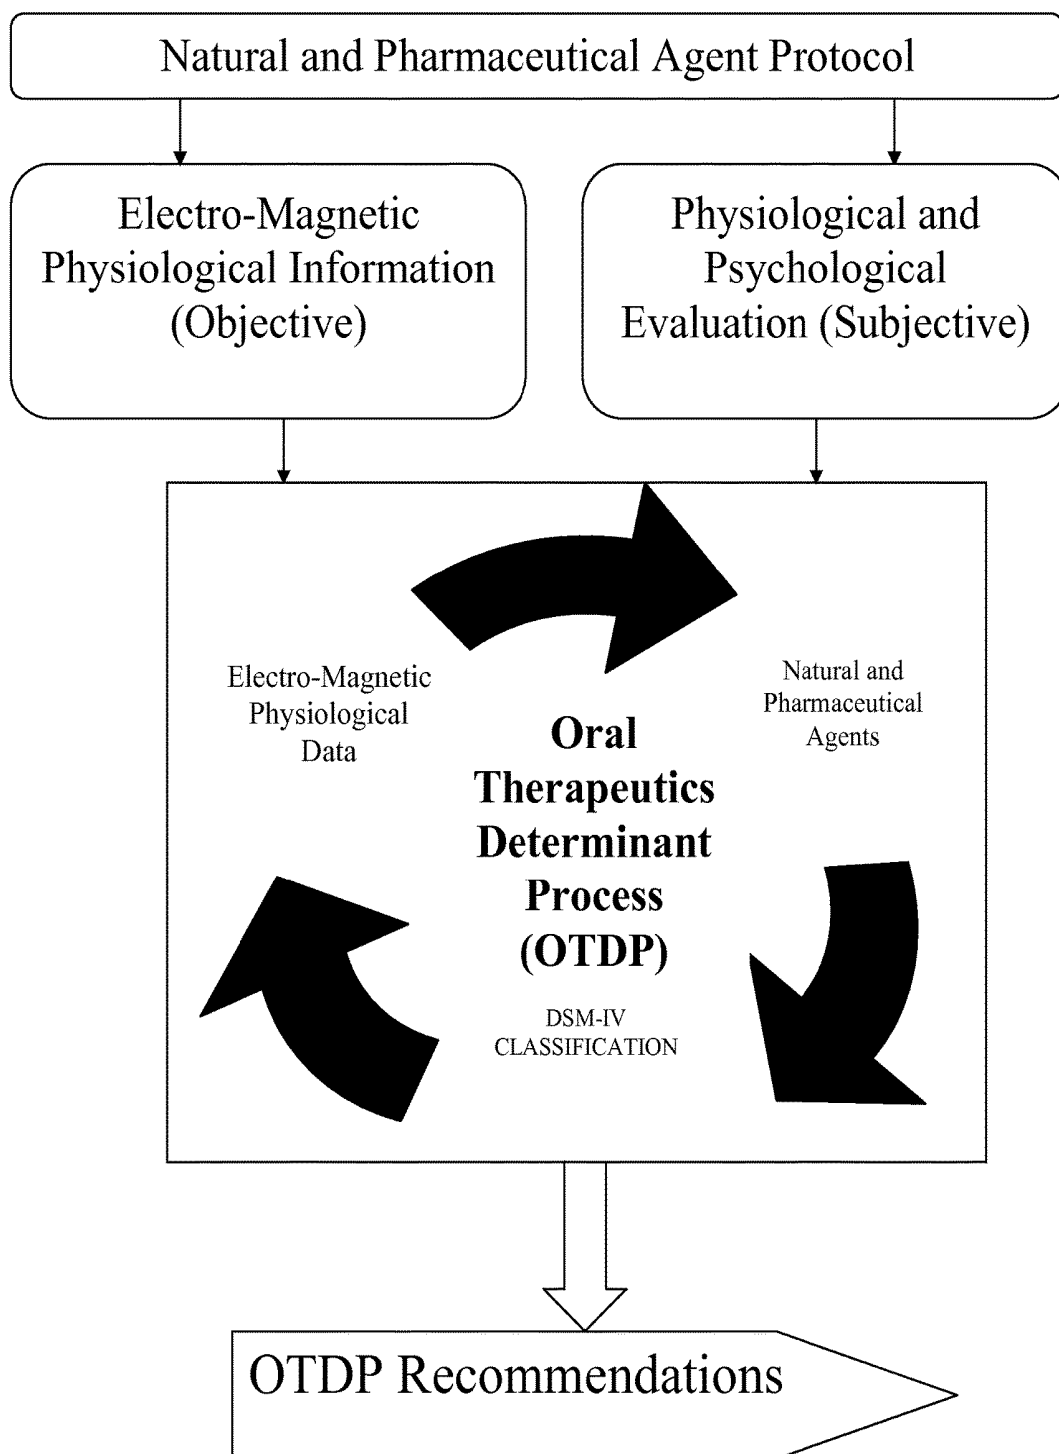 Natural and Pharmaceutical Agent Protocol
Electro-Magnetic
Physiological Information
(Objective)
Physiological and
Psychological
Evaluation (Subjective)
Electro-Magnetic
Physiological
Data
Natural and
Pharmaceutical
Agents
Oral
Therapeutics
Determinant
Process
(OTDP)
DSM-IV
CLASSIFICATION
OTDP Recommendations